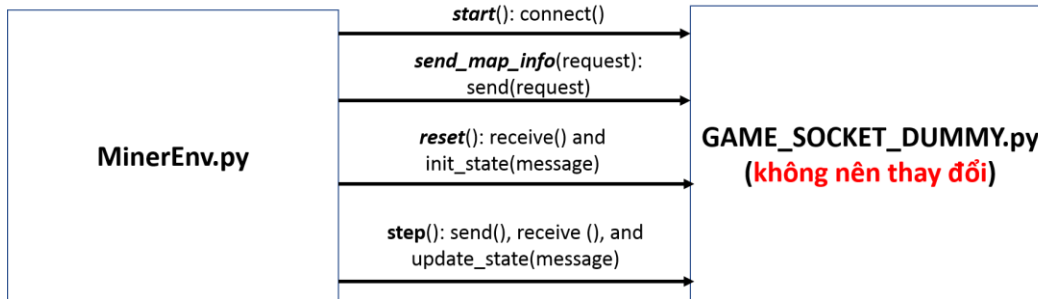 start(): connect()
send_map_info(request):
send(request)
MinerEnv.py
reset(): receive() and
init_state(message)
GAME_SOCKET_DUMMY.py
(không nên thay đổi)
step(): send(), receive (), and
update_state(message)